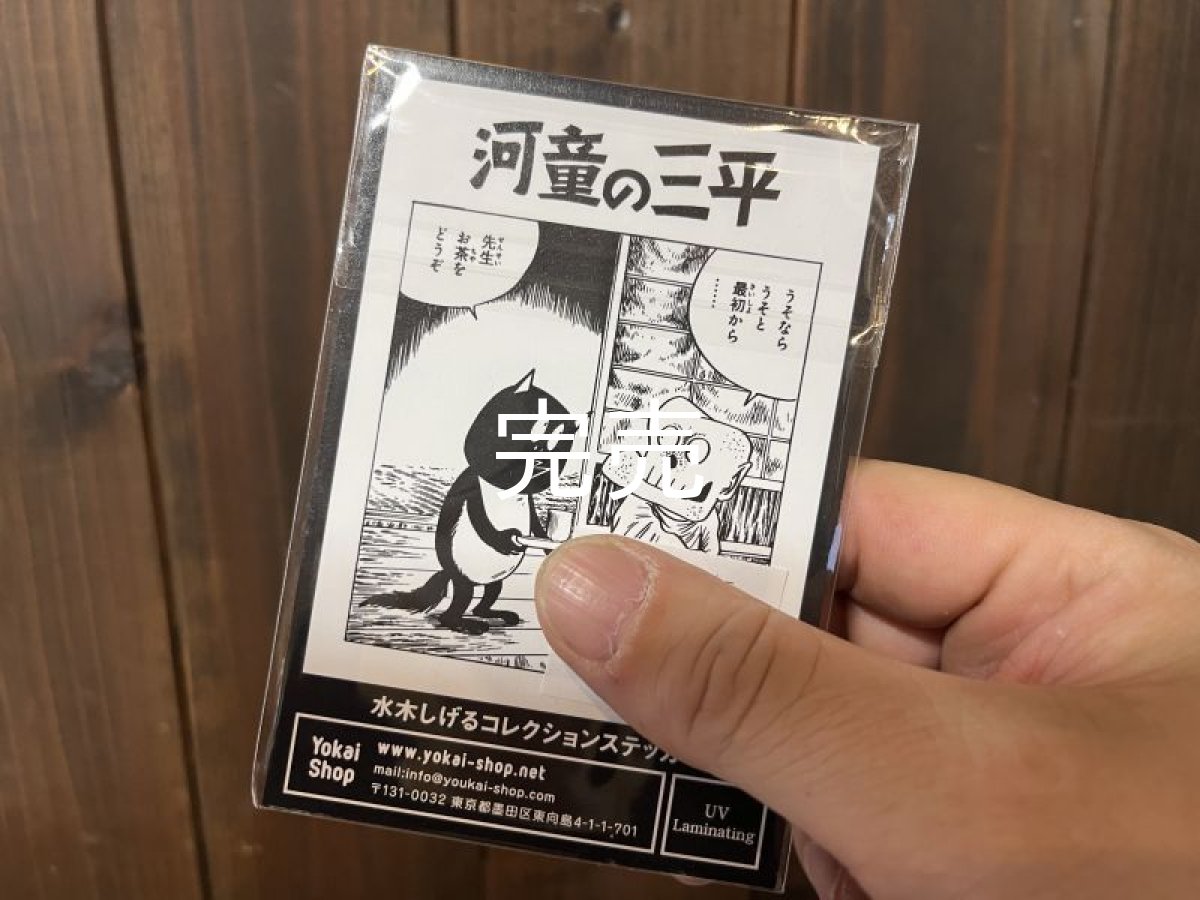 河童の三平
うそなら
うそと
最初から
……
先生
お茶を
どうぞ
完売
水木しげるコレクションステッカ
Yokai
Shop
www.yokai-shop.net
mail:info@youkai-shop.com
〒131-0032 東京都墨田区東向島4-1-1-701
UV
Laminating